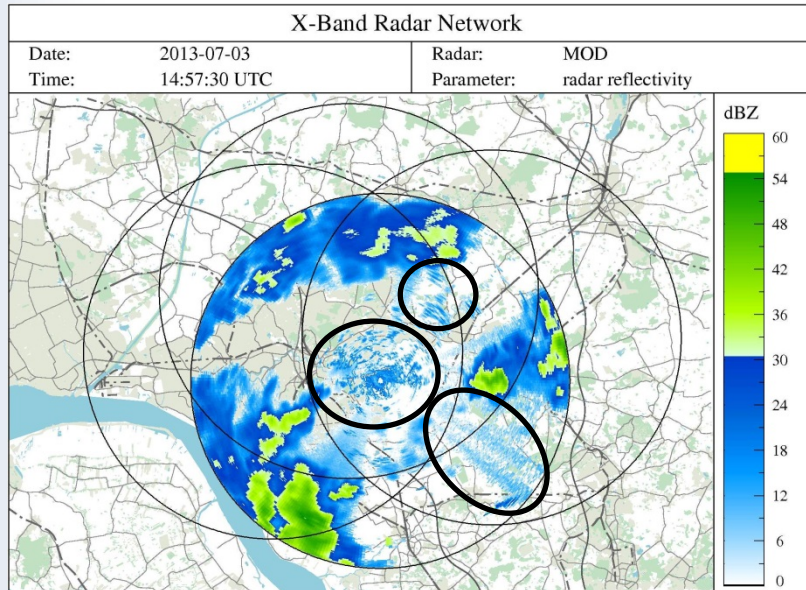 X-Band Radar Network
Date: 2013-07-03 Radar: MOD
Time: 14:57:30 UTC Parameter: radar reflectivity
dBZ
60
54
48
42
36
30
24
18
12
6
0